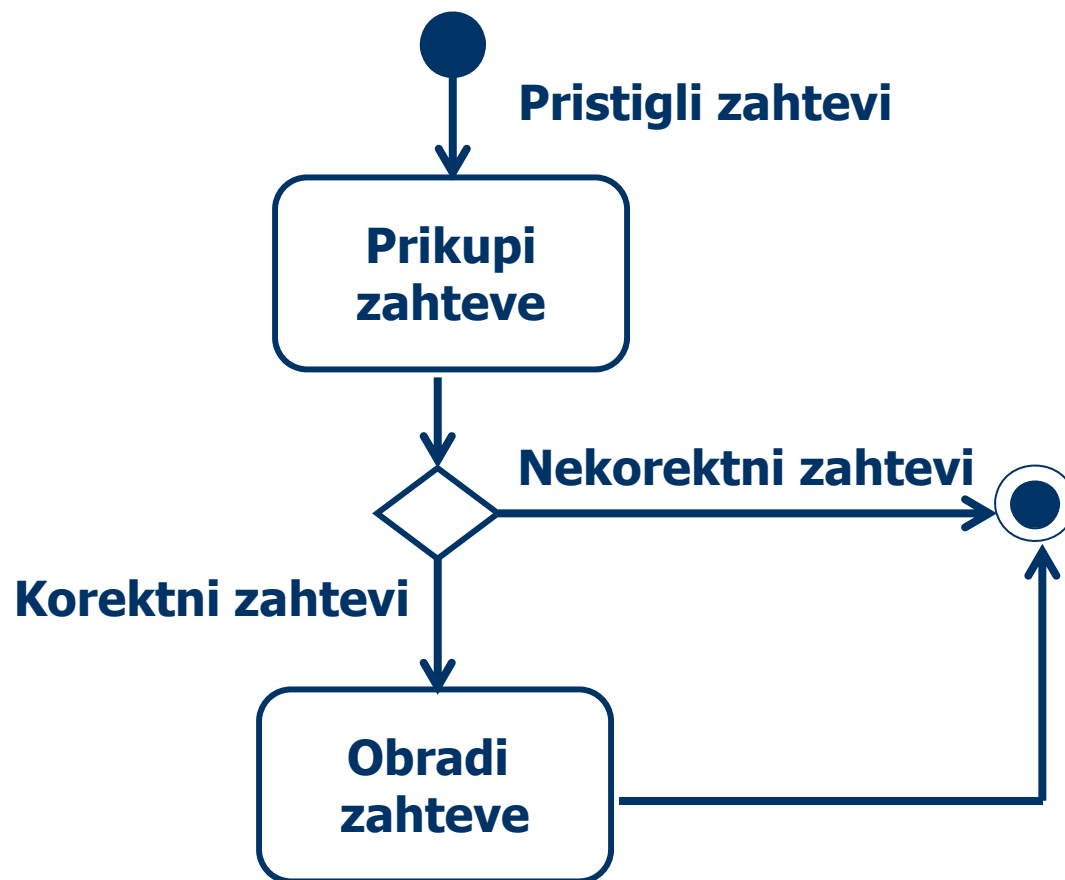 Pristigli zahtevi
Prikupi
zahteve
Nekorektni zahtevi
Korektni zahtevi
Obradi
zahteve